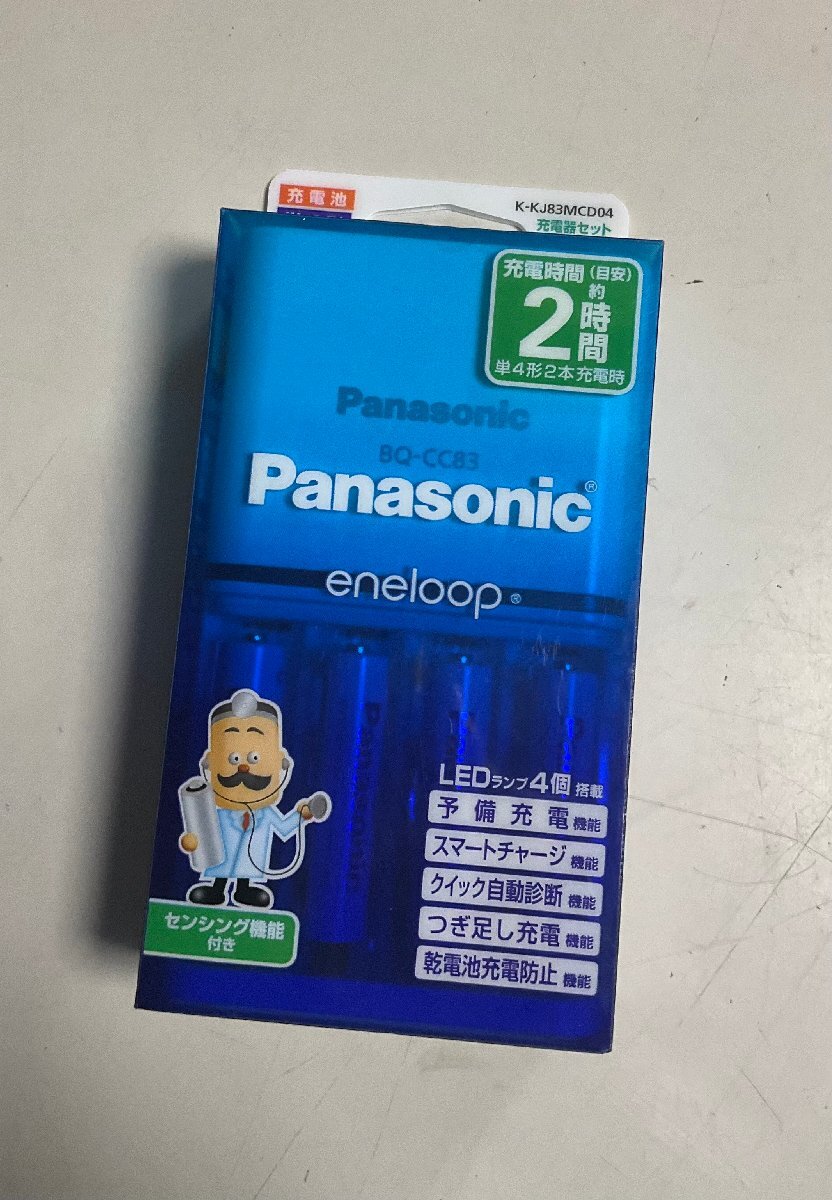 充電池
K-KJ83MCD04
充電器セット
充電時間(目安)
約
2時間
単4形2本充電時
Panasonic
BQ-CC83
Panasonic®
eneloop®
LEDランプ4個搭載
予備充電機能
スマートチャージ機能
クイック自動診断機能
つぎ足し充電機能
乾電池充電防止機能
センシング機能
付き